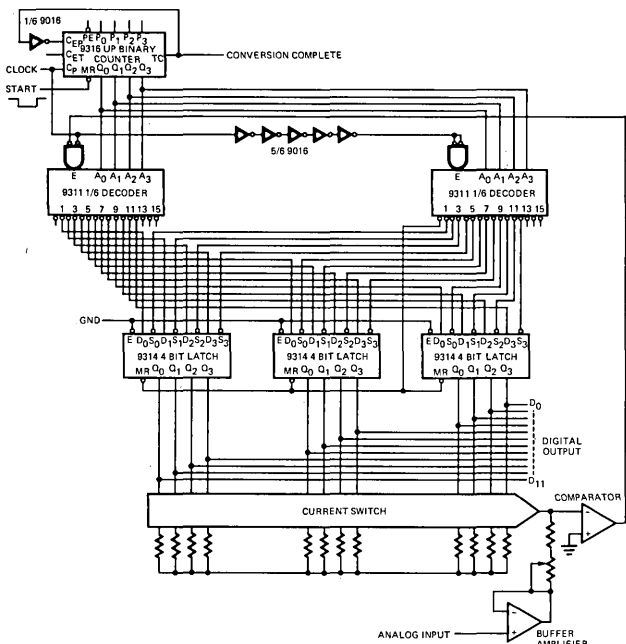 1/6 9016
PE P0 P1 P2 P3
CEP 9316 UP BINARY
CET COUNTER TC
CP MR Q0 Q1 Q2 Q3
CONVERSION COMPLETE
CLOCK
START
5/6 9016
E A0 A1 A2 A3
9311 1/6 DECODER
1 3 5 7 9 11 13 15
E A0 A1 A2 A3
9311 1/6 DECODER
1 3 5 7 9 11 13 15
GND
E D0 S0 D1 S1 D2 S2 D3 S3
9314 4 BIT LATCH
MR Q0 Q1 Q2 Q3
E D0 S0 D1 S1 D2 S2 D3 S3
9314 4 BIT LATCH
MR Q0 Q1 Q2 Q3
E D0 S0 D1 S1 D2 S2 D3 S3
9314 4 BIT LATCH
MR Q0 Q1 Q2 Q3
D0
DIGITAL
OUTPUT
D11
CURRENT SWITCH
COMPARATOR
-
+
-
+
ANALOG INPUT
BUFFER